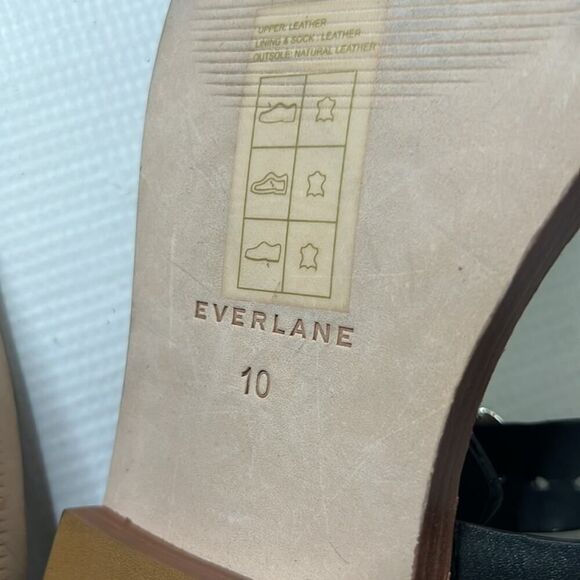 UPPER: LEATHER
LINING & SOCK : LEATHER
OUTSOLE: NATURAL LEATHER
EVERLANE
10